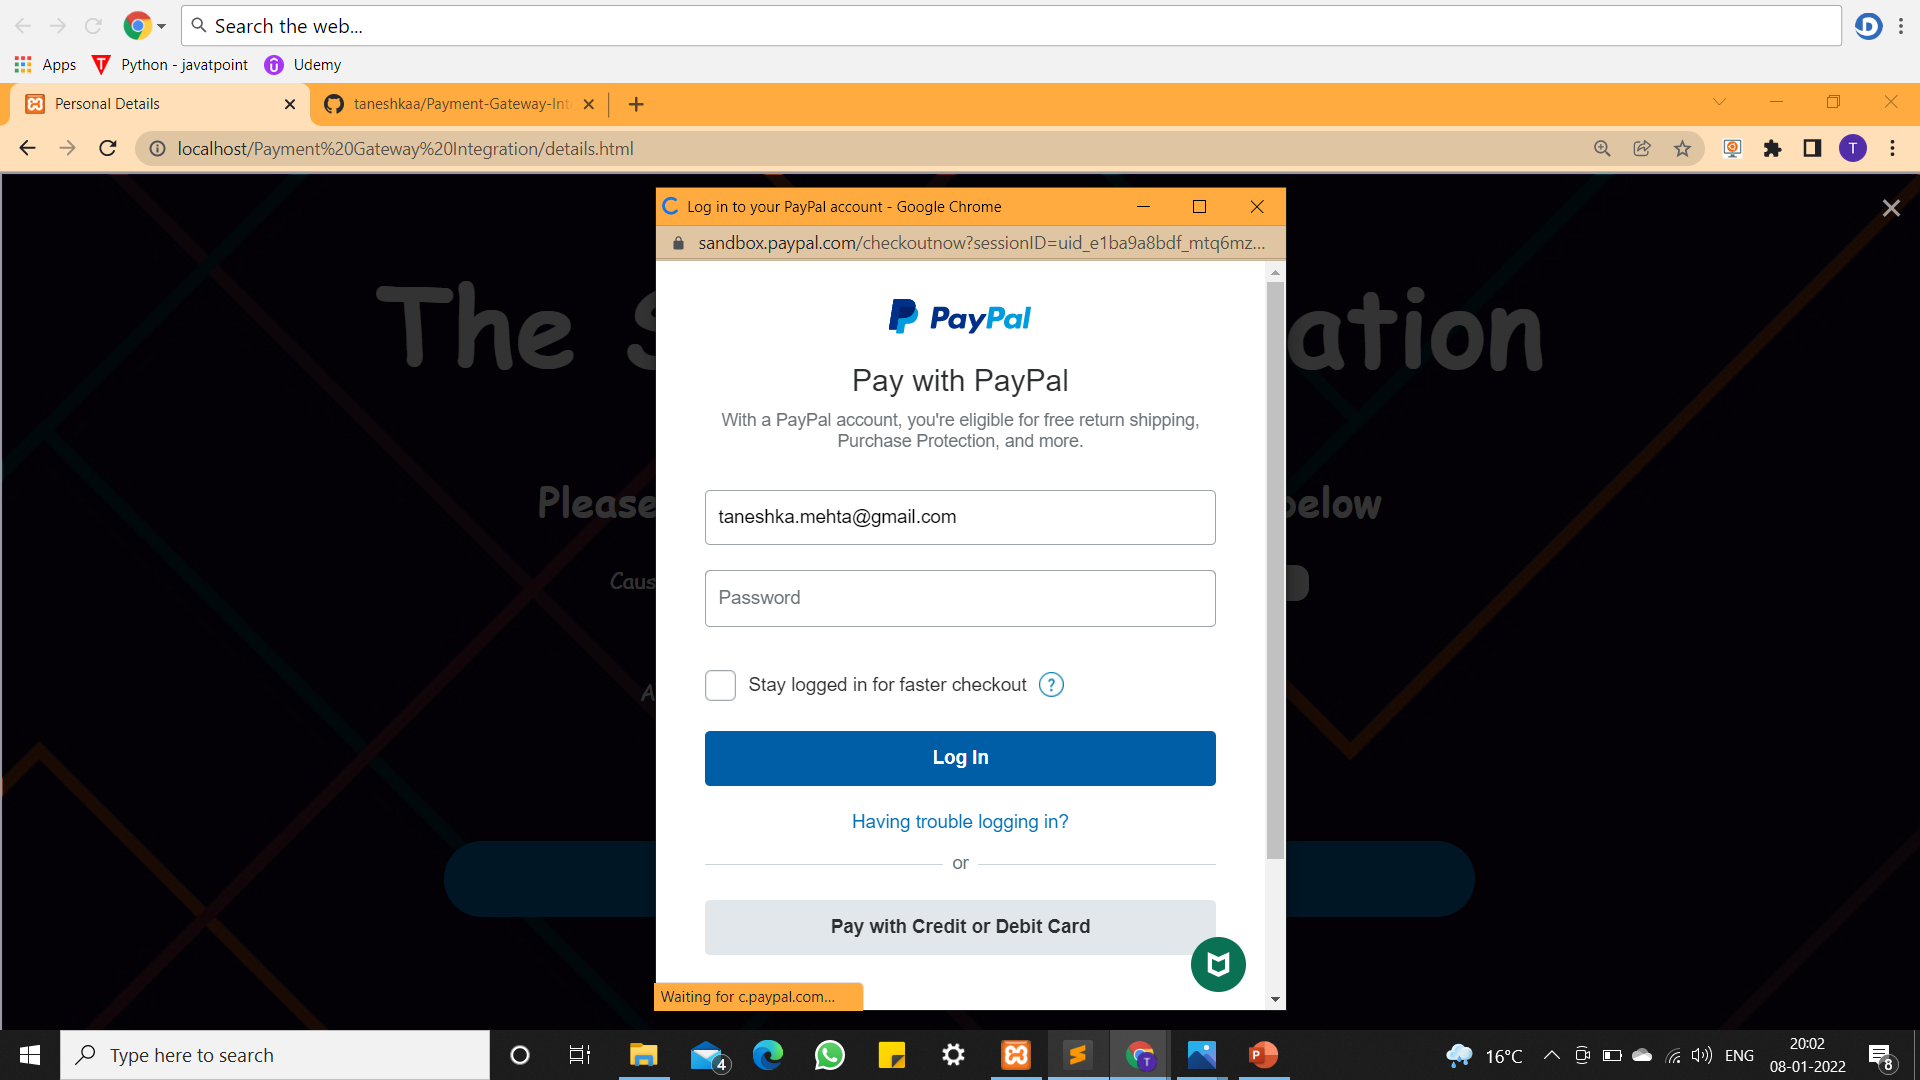 Search the web...
Apps
Python - javatpoint
Udemy
Personal Details
taneshkaa/Payment-Gateway-Int
localhost/Payment%20Gateway%20Integration/details.html
T
Log in to your PayPal account - Google Chrome
sandbox.paypal.com/checkoutnow?sessionID=uid_e1ba9a8bdf_mtq6mz...
The S
ation
PayPal
Pay with PayPal
With a PayPal account, you're eligible for free return shipping,
Purchase Protection, and more.
Please
below
taneshka.mehta@gmail.com
Caus
Password
A
Stay logged in for faster checkout ?
Log In
Having trouble logging in?
or
Pay with Credit or Debit Card
Waiting for c.paypal.com...
Type here to search
4
T
P
16°C
ENG
20:02
08-01-2022
8